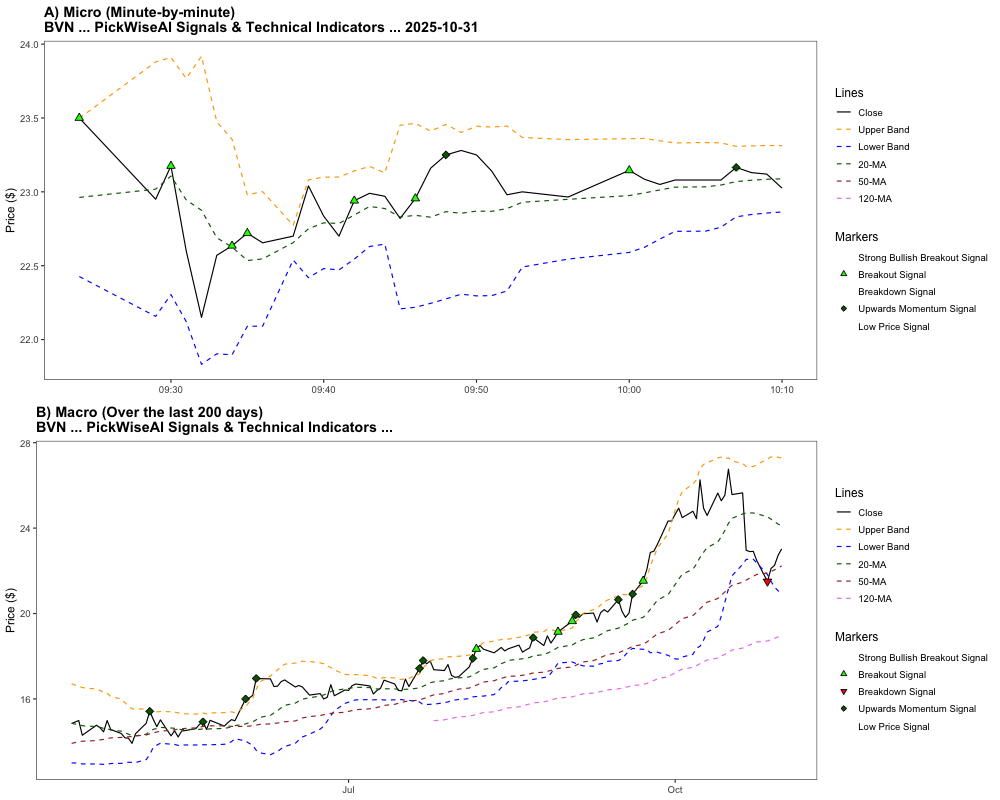 A) Micro (Minute-by-minute)
BVN ... PickWiseAI Signals & Technical Indicators ... 2025-10-31
24.0
23.5
23.0
22.5
22.0
Price ($)
09:30
09:40
09:50
10:00
10:10
Lines
Close
Upper Band
Lower Band
20-MA
50-MA
120-MA
Markers
Strong Bullish Breakout Signal
Breakout Signal
Breakdown Signal
Upwards Momentum Signal
Low Price Signal
B) Macro (Over the last 200 days)
BVN ... PickWiseAI Signals & Technical Indicators ...
28
24
20
16
Price ($)
Jul
Oct
Lines
Close
Upper Band
Lower Band
20-MA
50-MA
120-MA
Markers
Strong Bullish Breakout Signal
Breakout Signal
Breakdown Signal
Upwards Momentum Signal
Low Price Signal